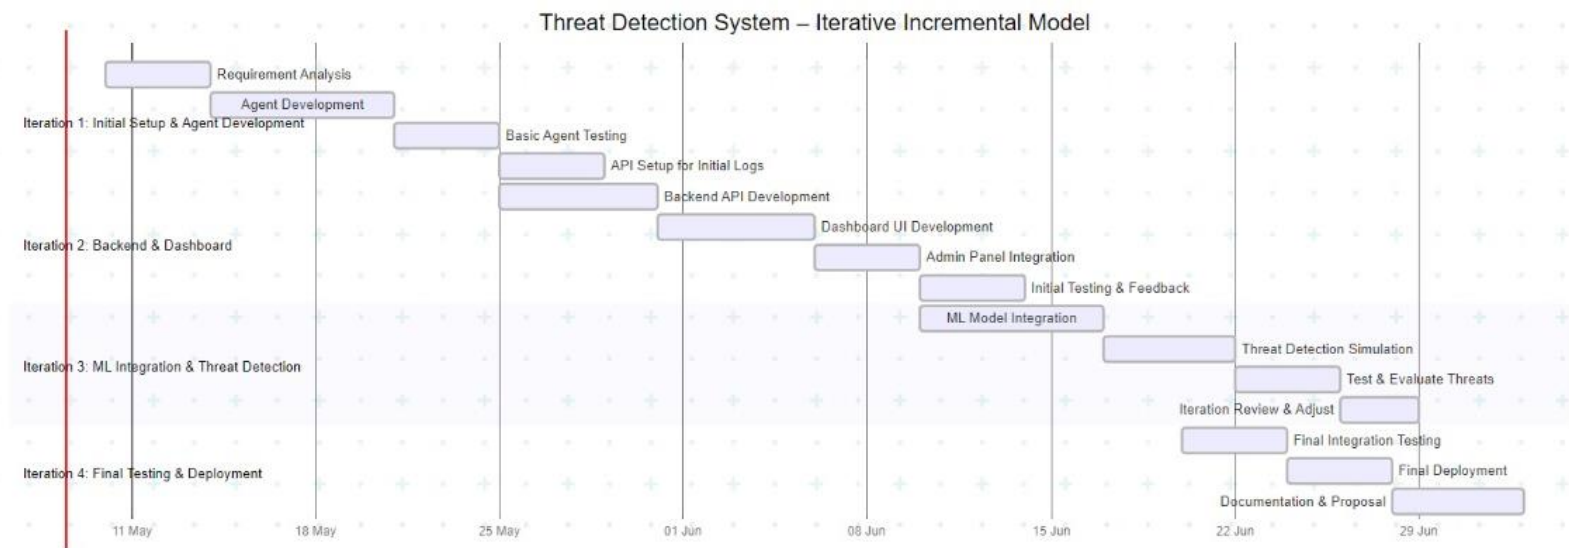 Threat Detection System – Iterative Incremental Model
Requirement Analysis
Agent Development
Iteration 1: Initial Setup & Agent Development
Basic Agent Testing
API Setup for Initial Logs
Backend API Development
Dashboard UI Development
Iteration 2: Backend & Dashboard
Admin Panel Integration
Initial Testing & Feedback
ML Model Integration
Threat Detection Simulation
Iteration 3: ML Integration & Threat Detection
Test & Evaluate Threats
Iteration Review & Adjust
Final Integration Testing
Iteration 4: Final Testing & Deployment
Final Deployment
Documentation & Proposal
11 May 18 May 25 May 01 Jun 08 Jun 15 Jun 22 Jun 29 Jun